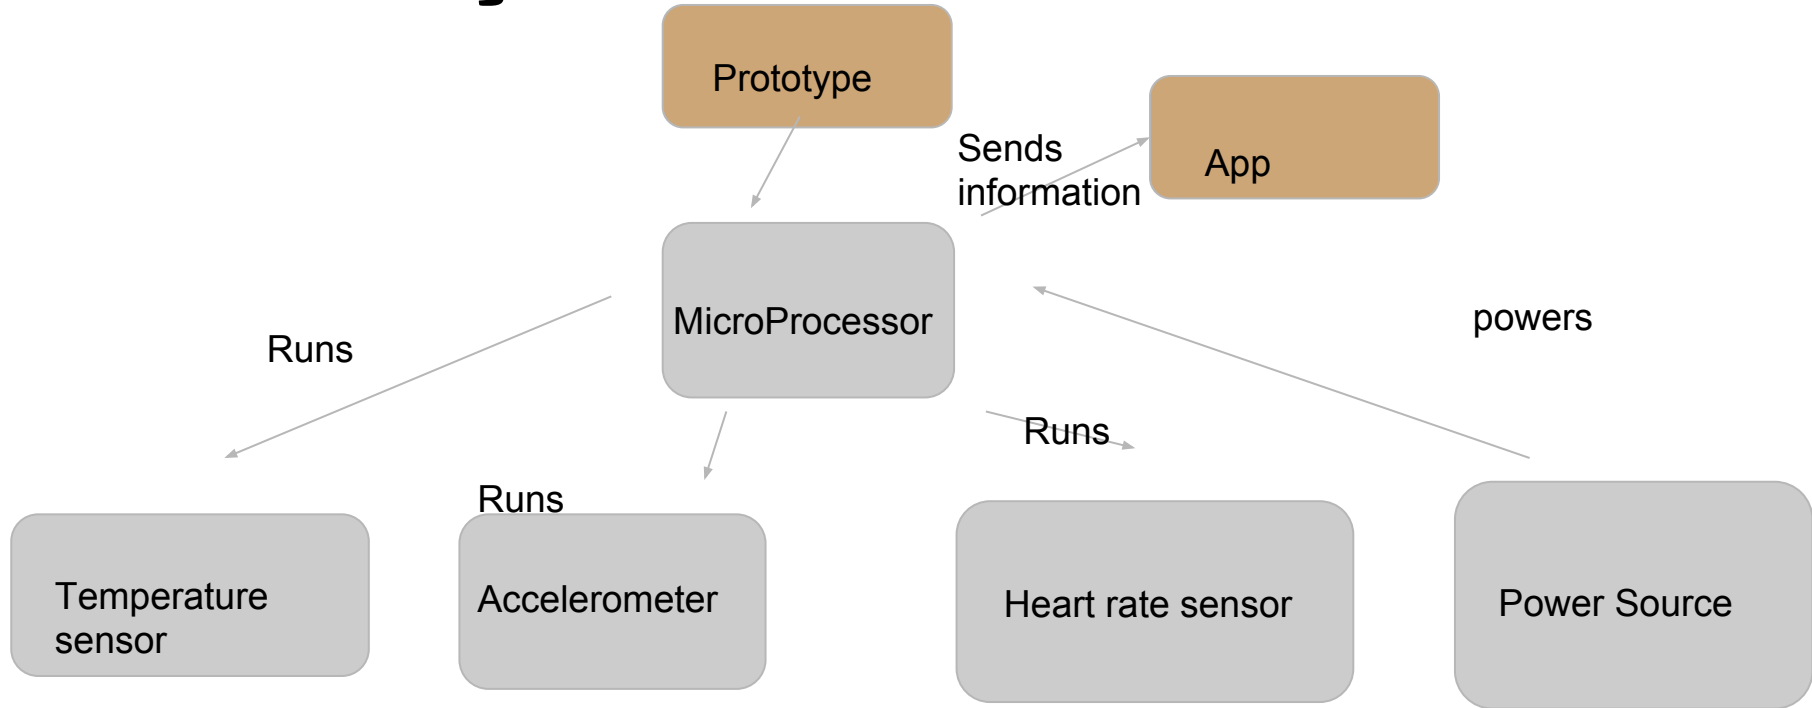 Prototype
Sends
information
App
MicroProcessor
powers
Runs
Runs
Runs
Temperature
sensor
Accelerometer
Heart rate sensor
Power Source